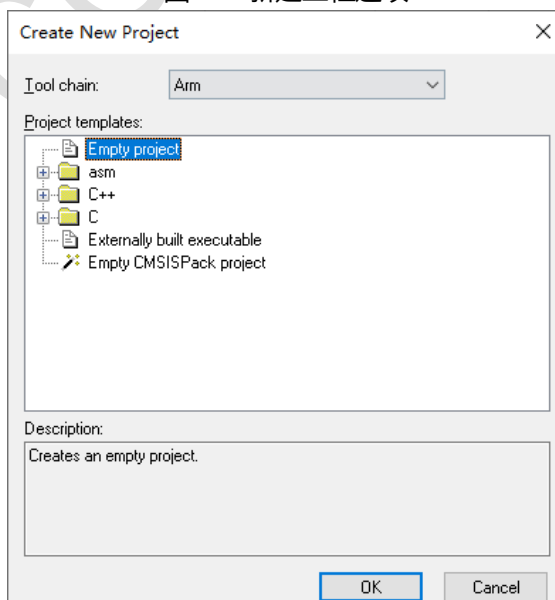 Create New Project
Tool chain:
Arm
Project templates:
Empty project
asm
C++
C
Externally built executable
Empty CMSISPack project
Description:
Creates an empty project.
OK
Cancel